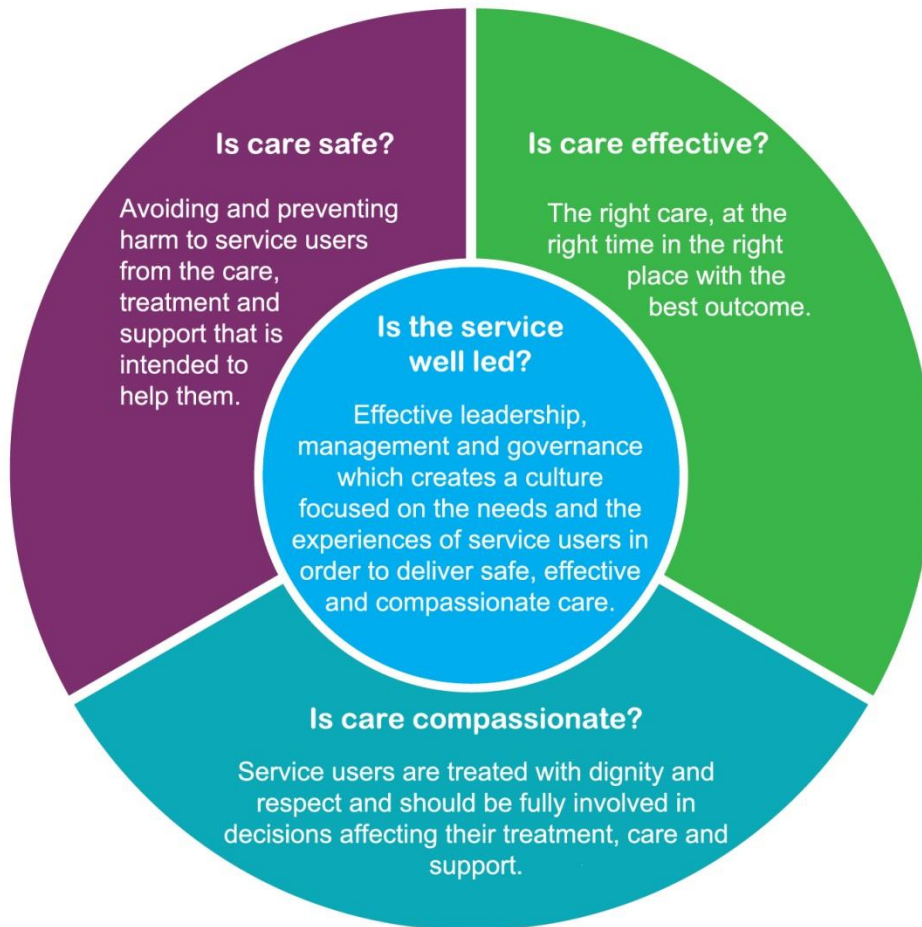 Is care safe?
Avoiding and preventing
harm to service users
from the care,
treatment and
support that is
intended to
help them.
Is care effective?
The right care, at the
right time in the right
place with the
best outcome.
Is the service
well led?
Effective leadership,
management and governance
which creates a culture
focused on the needs and the
experiences of service users in
order to deliver safe, effective
and compassionate care.
Is care compassionate?
Service users are treated with dignity and
respect and should be fully involved in
decisions affecting their treatment, care and
support.